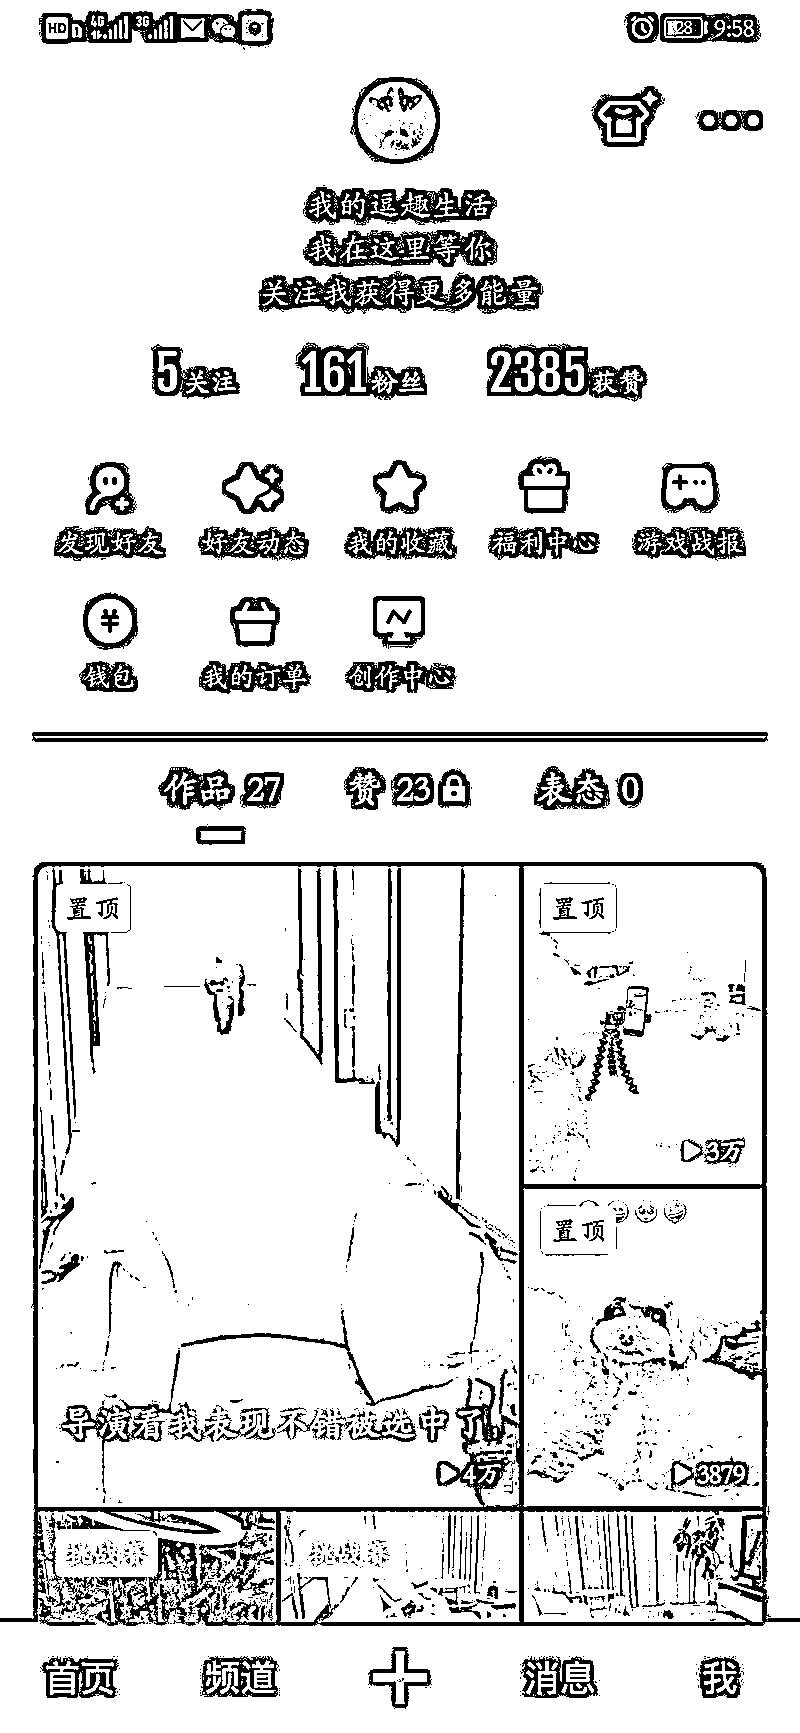 HD 4G 3G 28 9:58
我的逗趣生活
我在这里等你
关注我获得更多能量
5关注 161粉丝 2385获赞
发现好友 好友动态 我的收藏 福利中心 游戏战报
钱包 我的订单 创作中心
作品 27 赞 23 表态 0
置顶 置顶
3万
置顶
导演看我表现不错被选中了
4万 3879
挑战赛 挑战赛
首页 频道 消息 我